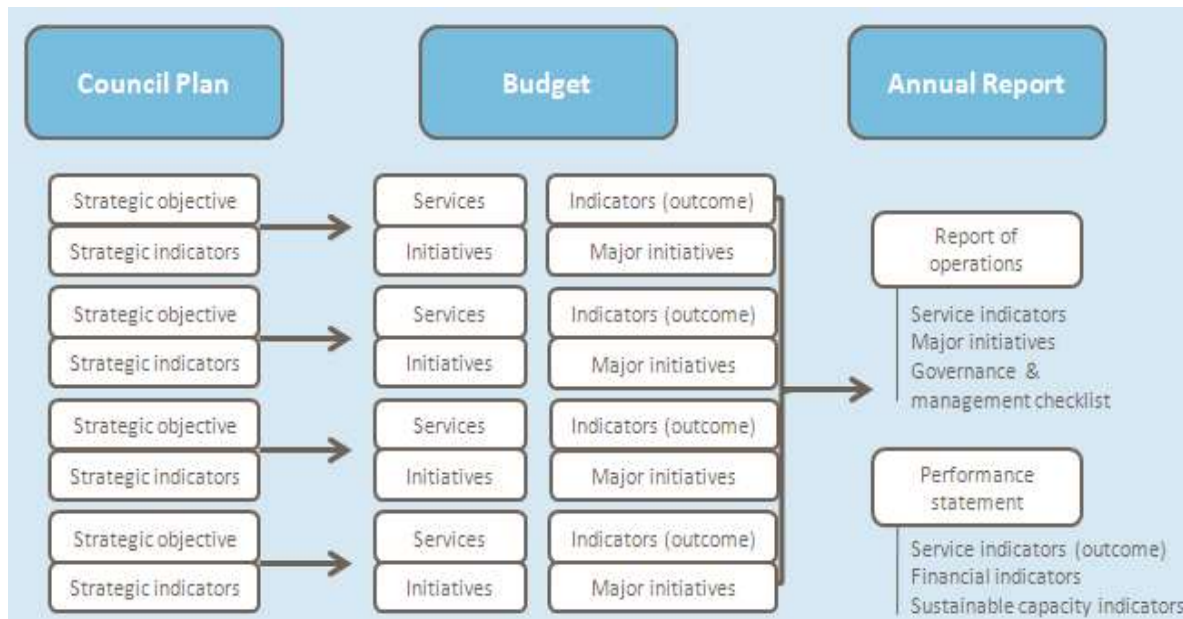 Council Plan
Budget
Annual Report
Strategic objective
Strategic indicators
Strategic objective
Strategic indicators
Strategic objective
Strategic indicators
Strategic objective
Strategic indicators
Services
Initiatives
Services
Initiatives
Services
Initiatives
Services
Initiatives
Indicators (outcome)
Major initiatives
Indicators (outcome)
Major initiatives
Indicators (outcome)
Major initiatives
Indicators (outcome)
Major initiatives
Report of
operations
Service indicators
Major initiatives
Governance &
management checklist
Performance
statement
Service indicators (outcome)
Financial indicators
Sustainable capacity indicators